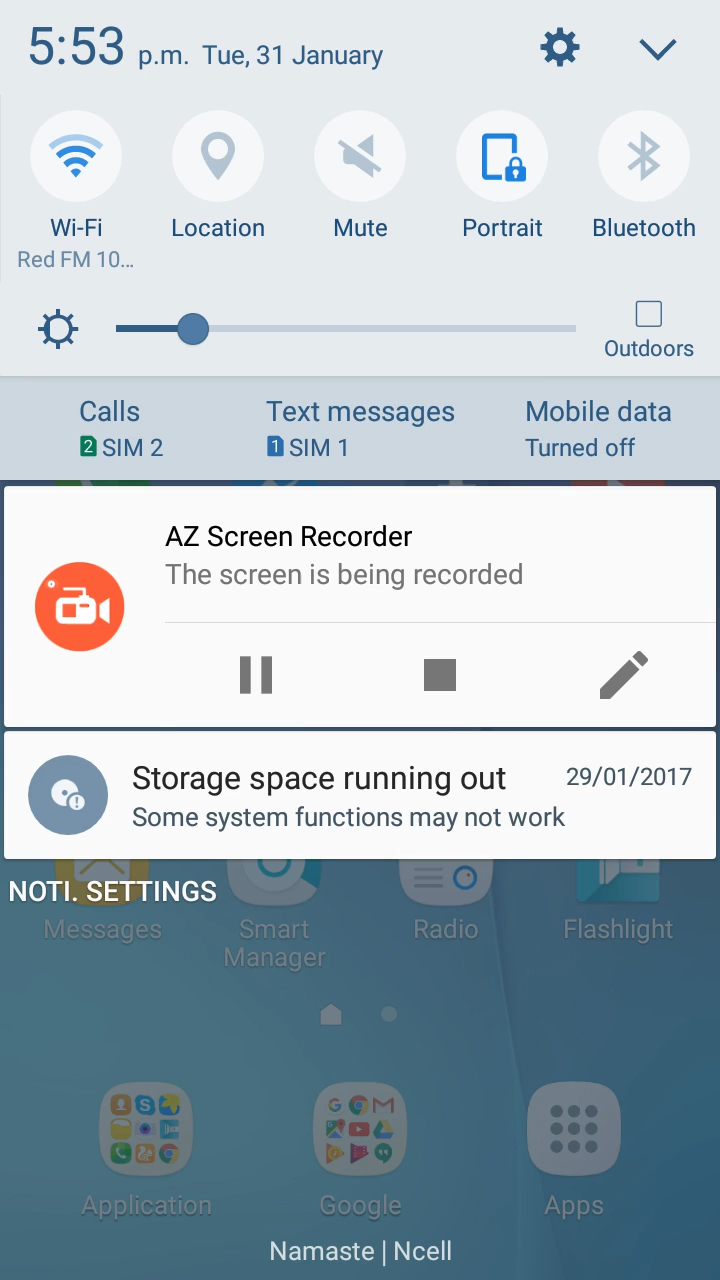 5:53 p.m. Tue, 31 January
Wi-Fi Location Mute Portrait Bluetooth
Red FM 10...
Outdoors
Calls Text messages Mobile data
2 SIM 2 1 SIM 1 Turned off
AZ Screen Recorder
The screen is being recorded
Storage space running out 29/01/2017
Some system functions may not work
NOTI. SETTINGS
Messages Smart Manager Radio Flashlight
Application Google Apps
Namaste | Ncell